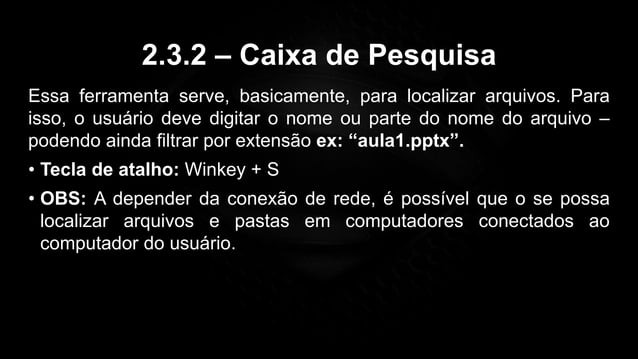 2.3.2 – Caixa de Pesquisa
Essa ferramenta serve, basicamente, para localizar arquivos. Para
isso, o usuário deve digitar o nome ou parte do nome do arquivo –
podendo ainda filtrar por extensão ex: “aula1.pptx”.
• Tecla de atalho: Winkey + S
• OBS: A depender da conexão de rede, é possível que o se possa
localizar arquivos e pastas em computadores conectados ao
computador do usuário.